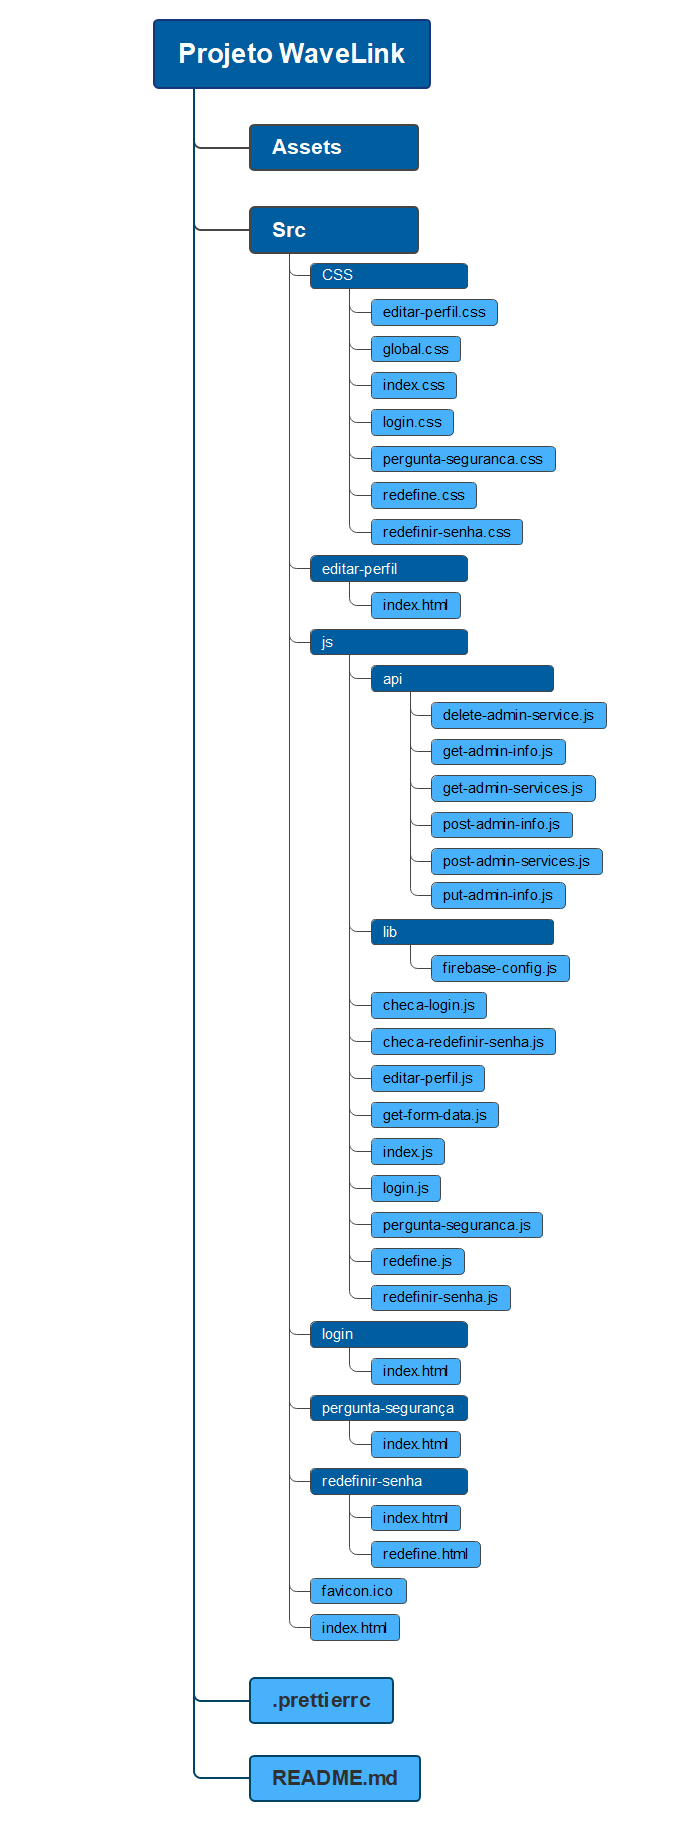 Projeto WaveLink
Assets
Src
CSS
editar-perfil.css
global.css
index.css
login.css
pergunta-seguranca.css
redefine.css
redefinir-senha.css
editar-perfil
index.html
js
api
delete-admin-service.js
get-admin-info.js
get-admin-services.js
post-admin-info.js
post-admin-services.js
put-admin-info.js
lib
firebase-config.js
checa-login.js
checa-redefinir-senha.js
editar-perfil.js
get-form-data.js
index.js
login.js
pergunta-seguranca.js
redefine.js
redefinir-senha.js
login
index.html
pergunta-segurança
index.html
redefinir-senha
index.html
redefine.html
favicon.ico
index.html
.prettierrc
README.md